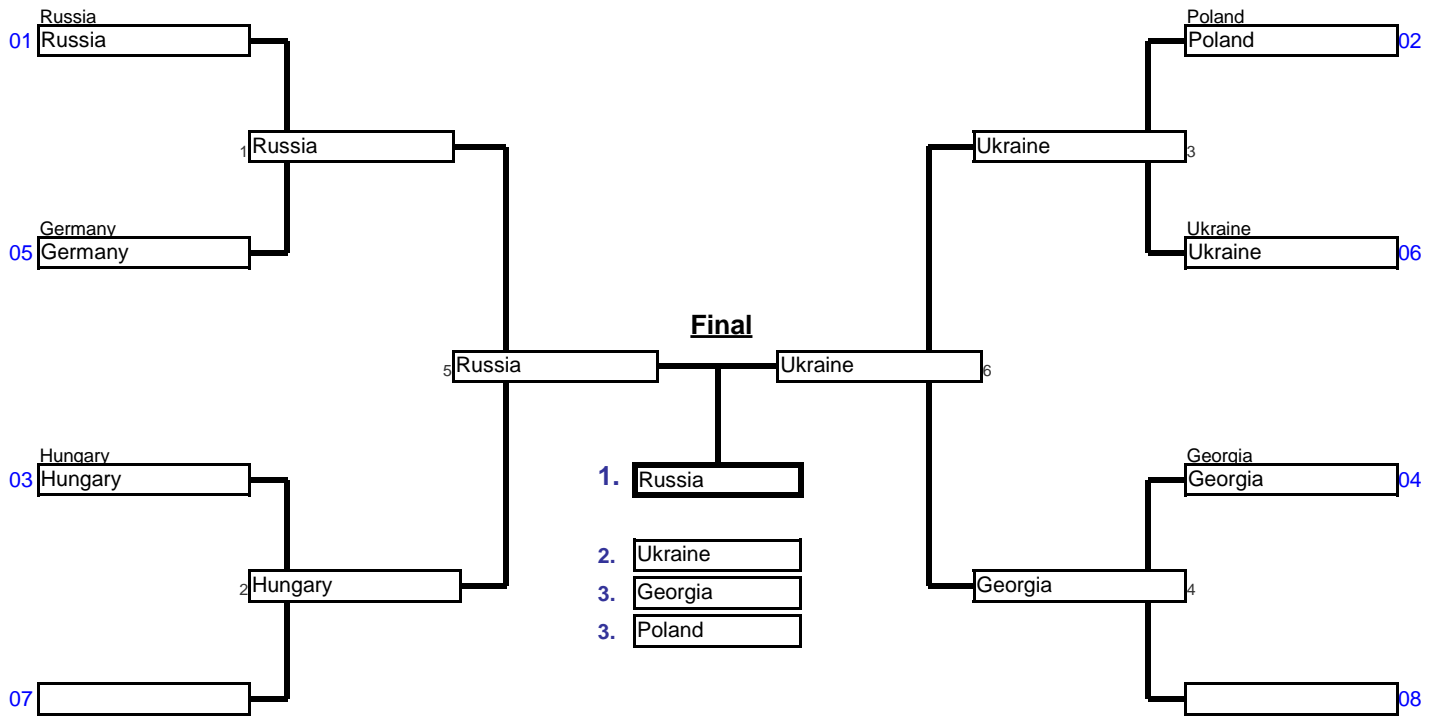 Russia
01 Russia
Poland
Poland 02
1 Russia
Ukraine 3
Germany
05 Germany
Ukraine
Ukraine 06
Final
5 Russia
Ukraine 6
Hungary
03 Hungary
Georgia
Georgia 04
1. Russia
2. Ukraine
3. Georgia
3. Poland
2 Hungary
Georgia 4
07
08